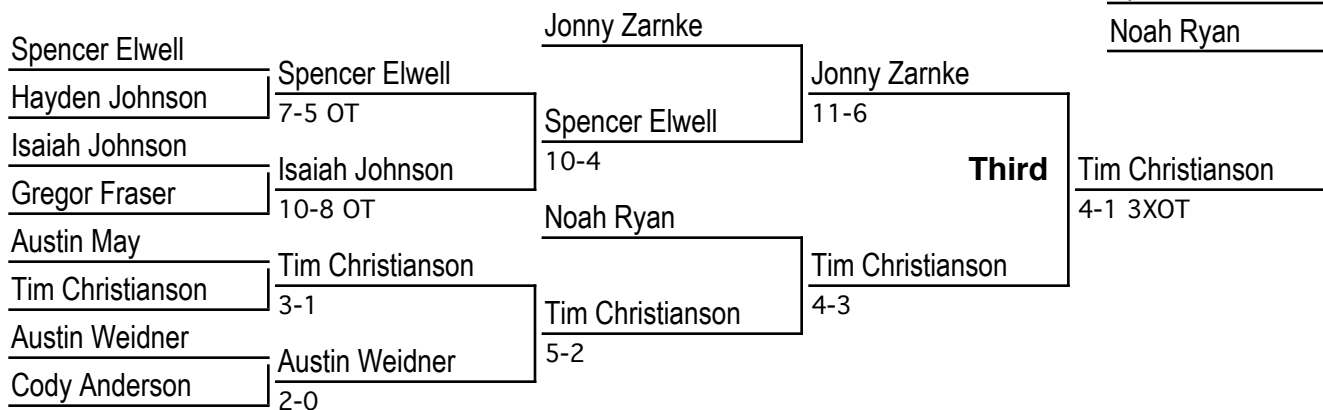 Spencer Elwell
Hayden Johnson
Isaiah Johnson
Gregor Fraser
Austin May
Tim Christianson
Austin Weidner
Cody Anderson
Spencer Elwell
7-5 OT
Isaiah Johnson
10-8 OT
Tim Christianson
3-1
Austin Weidner
2-0
Jonny Zarnke
Spencer Elwell
10-4
Noah Ryan
Tim Christianson
5-2
Jonny Zarnke
11-6
Tim Christianson
4-3
Third
Tim Christianson
4-1 3XOT
Noah Ryan